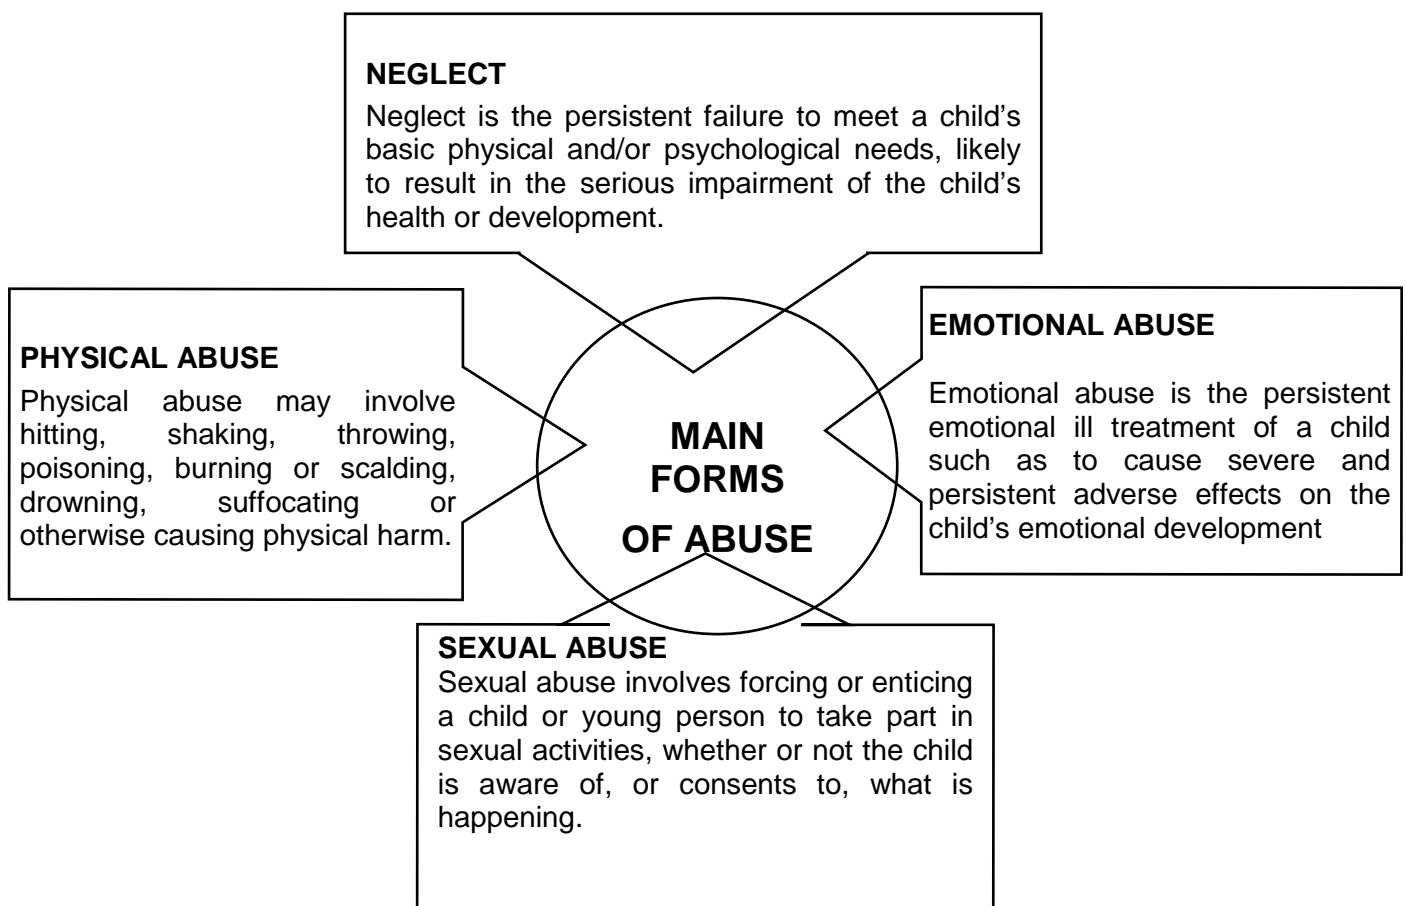 NEGLECT
Neglect is the persistent failure to meet a child’s
basic physical and/or psychological needs, likely
to result in the serious impairment of the child’s
health or development.
PHYSICAL ABUSE
Physical abuse may involve
hitting, shaking, throwing,
poisoning, burning or scalding,
drowning, suffocating or
otherwise causing physical harm.
MAIN
FORMS
OF ABUSE
EMOTIONAL ABUSE
Emotional abuse is the persistent
emotional ill treatment of a child
such as to cause severe and
persistent adverse effects on the
child’s emotional development
SEXUAL ABUSE
Sexual abuse involves forcing or enticing
a child or young person to take part in
sexual activities, whether or not the child
is aware of, or consents to, what is
happening.